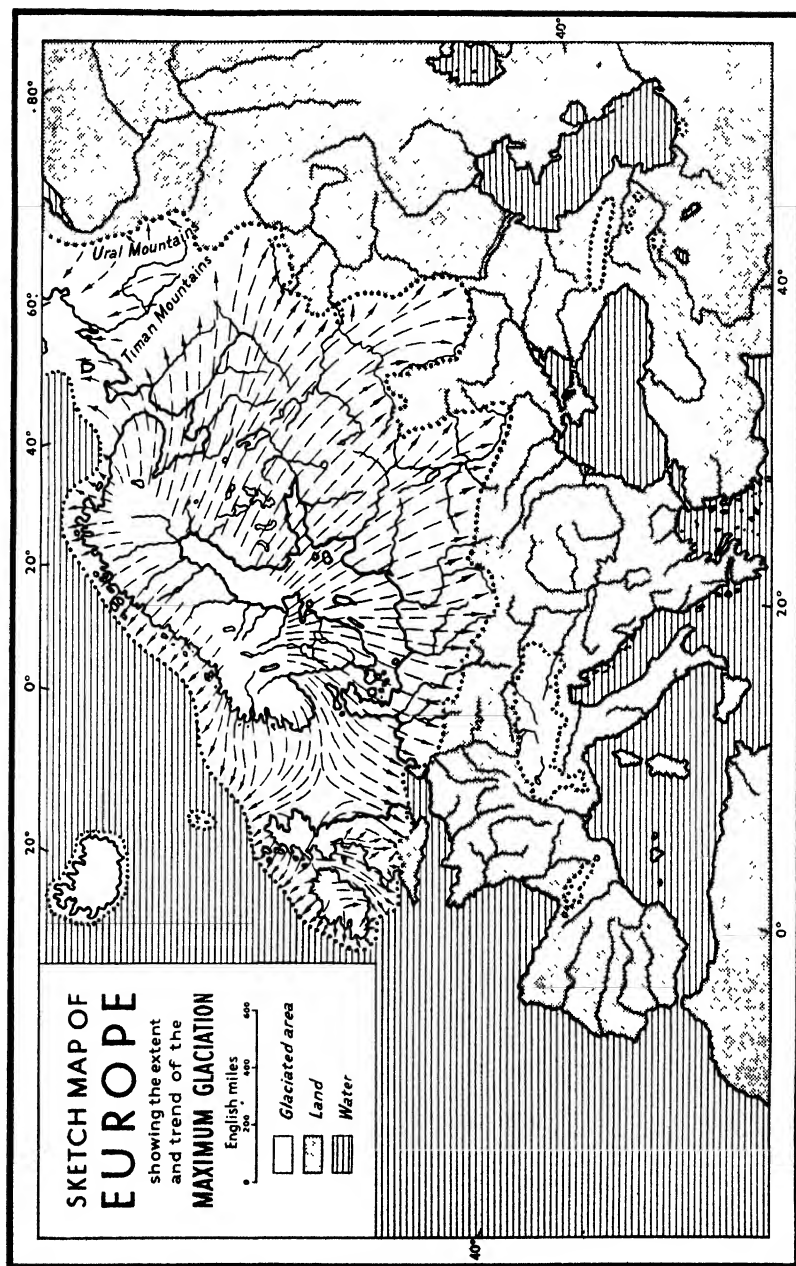 SKETCH MAP OF
EUROPE
showing the extent
and trend of the
MAXIMUM GLACIATION
English miles
0 200 400 600
Glaciated area
Land
Water
20° 0° 20° 40° 60° 80°
Ural Mountains
Timan Mountains
40° 40°
0° 20° 40°